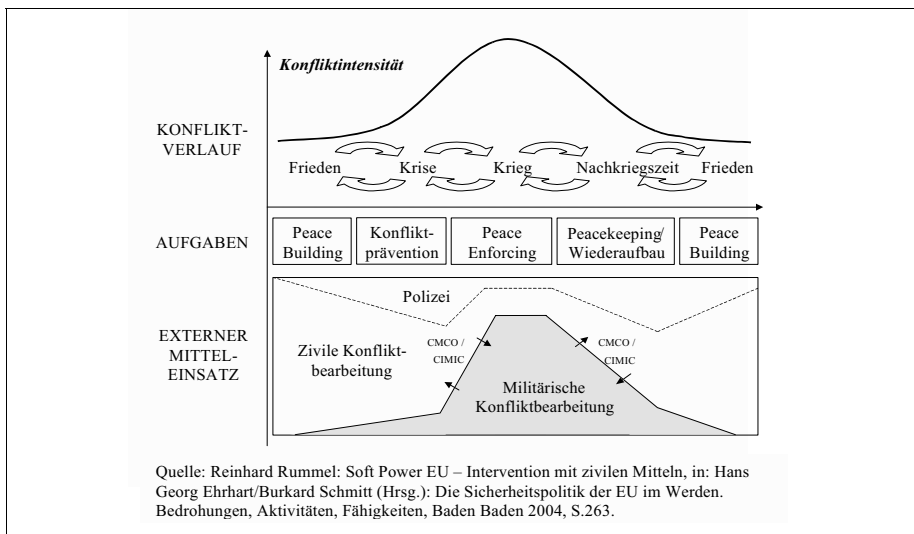 Konfliktintensität
KONFLIKT-
VERLAUF
Frieden
Krise
Krieg
Nachkriegszeit
Frieden
AUFGABEN
Peace
Building
Konflikt-
prävention
Peace
Enforcing
Peacekeeping/
Wiederaufbau
Peace
Building
EXTERNER
MITTEL-
EINSATZ
Polizei
Zivile Konflikt-
bearbeitung
CMCO /
CIMIC
CMCO /
CIMIC
Militärische
Konfliktbearbeitung
Quelle: Reinhard Rummel: Soft Power EU – Intervention mit zivilen Mitteln, in: Hans
Georg Ehrhart/Burkard Schmitt (Hrsg.): Die Sicherheitspolitik der EU im Werden.
Bedrohungen, Aktivitäten, Fähigkeiten, Baden Baden 2004, S.263.